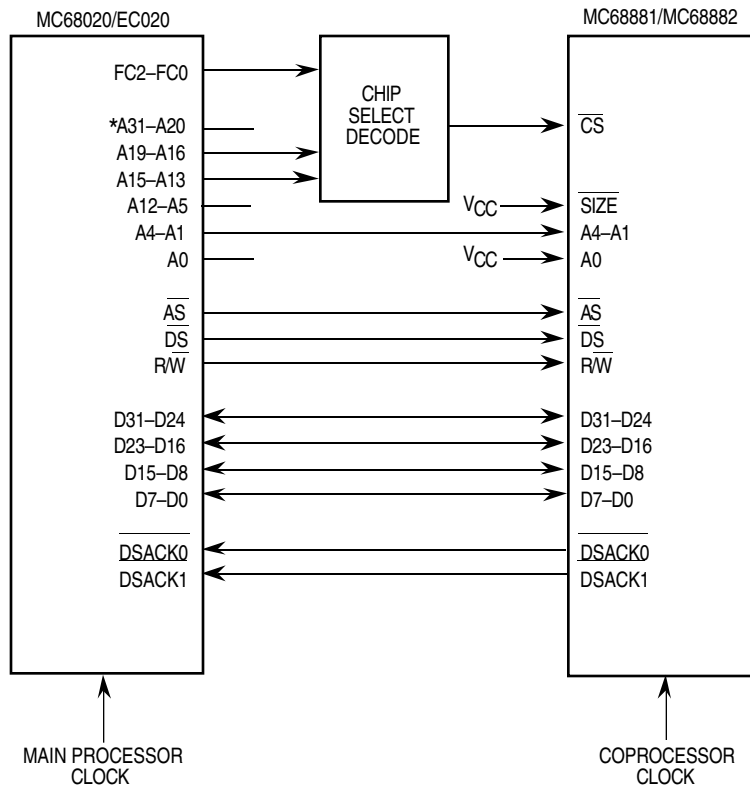 MC68020/EC020
MC68881/MC68882
FC2–FC0
*A31–A20
A19–A16
A15–A13
A12–A5
A4–A1
A0
AS
DS
R/W
D31–D24
D23–D16
D15–D8
D7–D0
DSACK0
DSACK1
CHIP
SELECT
DECODE
VCC
VCC
CS
SIZE
A4–A1
A0
AS
DS
R/W
D31–D24
D23–D16
D15–D8
D7–D0
DSACK0
DSACK1
MAIN PROCESSOR
CLOCK
COPROCESSOR
CLOCK